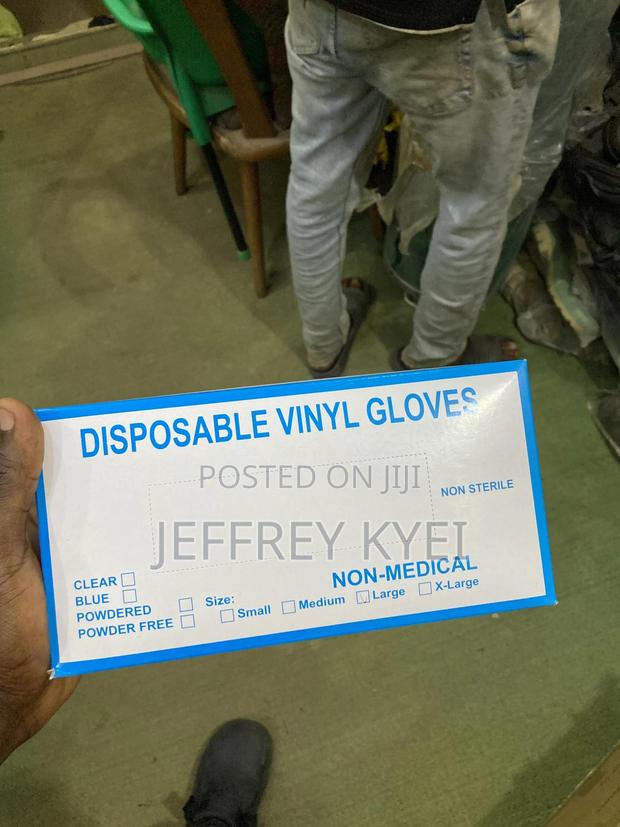 DISPOSABLE VINYL GLOVES
POSTED ON JIJI
NON STERILE
JEFFREY KYEI
NON-MEDICAL
CLEAR
BLUE
POWDERED
POWDER FREE
Size:
Small
Medium
Large
X-Large